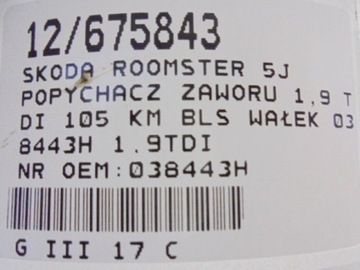 12/675843
SKODA ROOMSTER 5J
POPYCHACZ ZAWORU 1,9 T
DI 105 KM BLS WAŁEK 03
8443H 1.9TDI
NR OEM:038443H
G III 17 C